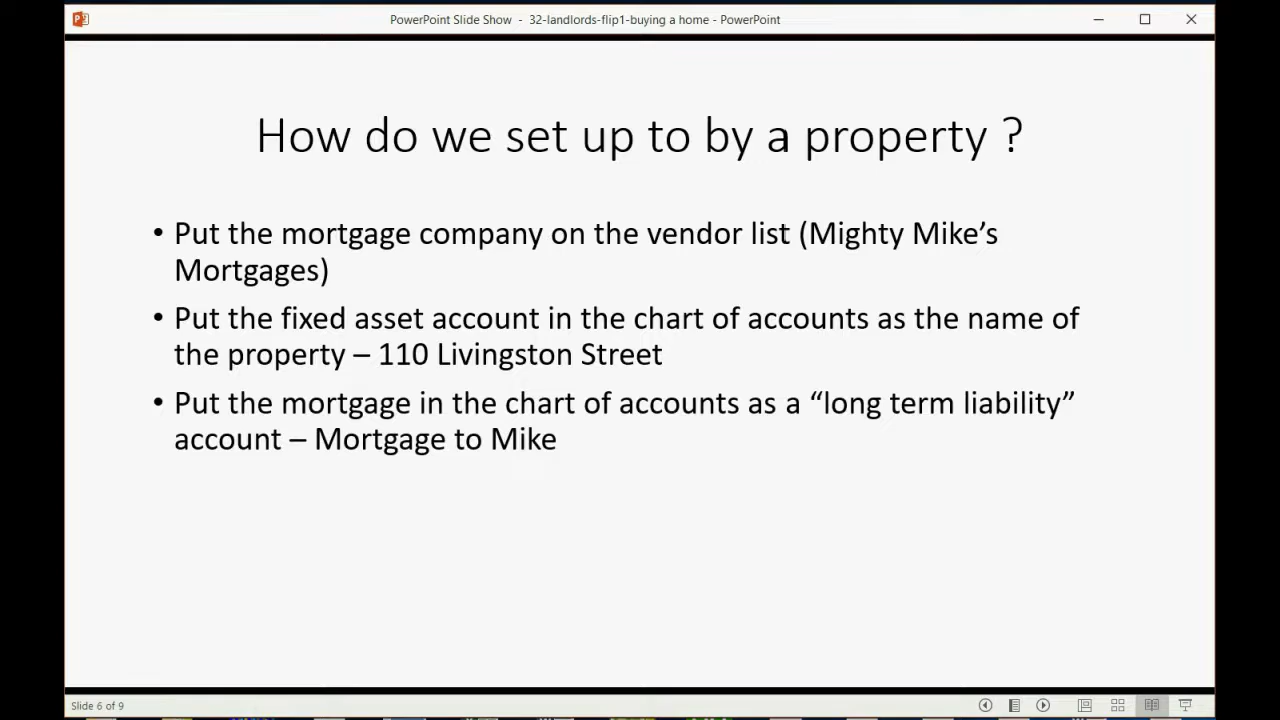 PowerPoint Slide Show - 32-landlords-flip1-buying a home - PowerPoint
How do we set up to by a property ?
• Put the mortgage company on the vendor list (Mighty Mike’s
Mortgages)
• Put the fixed asset account in the chart of accounts as the name of
the property – 110 Livingston Street
• Put the mortgage in the chart of accounts as a “long term liability”
account – Mortgage to Mike
Slide 6 of 9